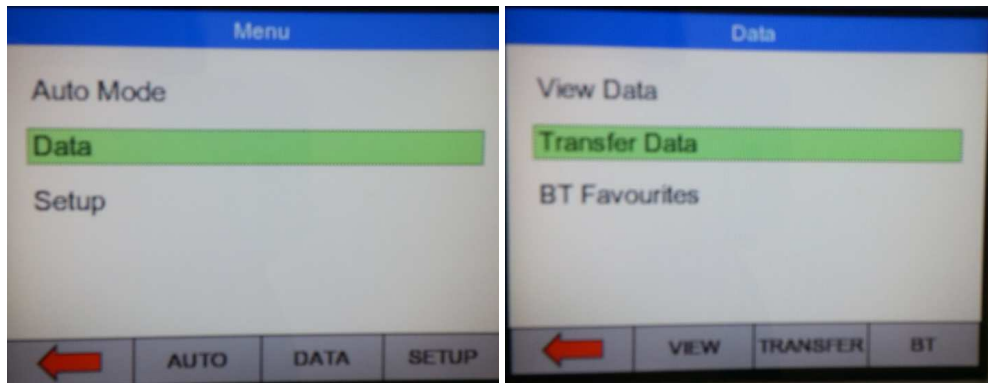 Menu
Auto Mode
Data
Setup
AUTO DATA SETUP
Data
View Data
Transfer Data
BT Favourites
VIEW TRANSFER BT